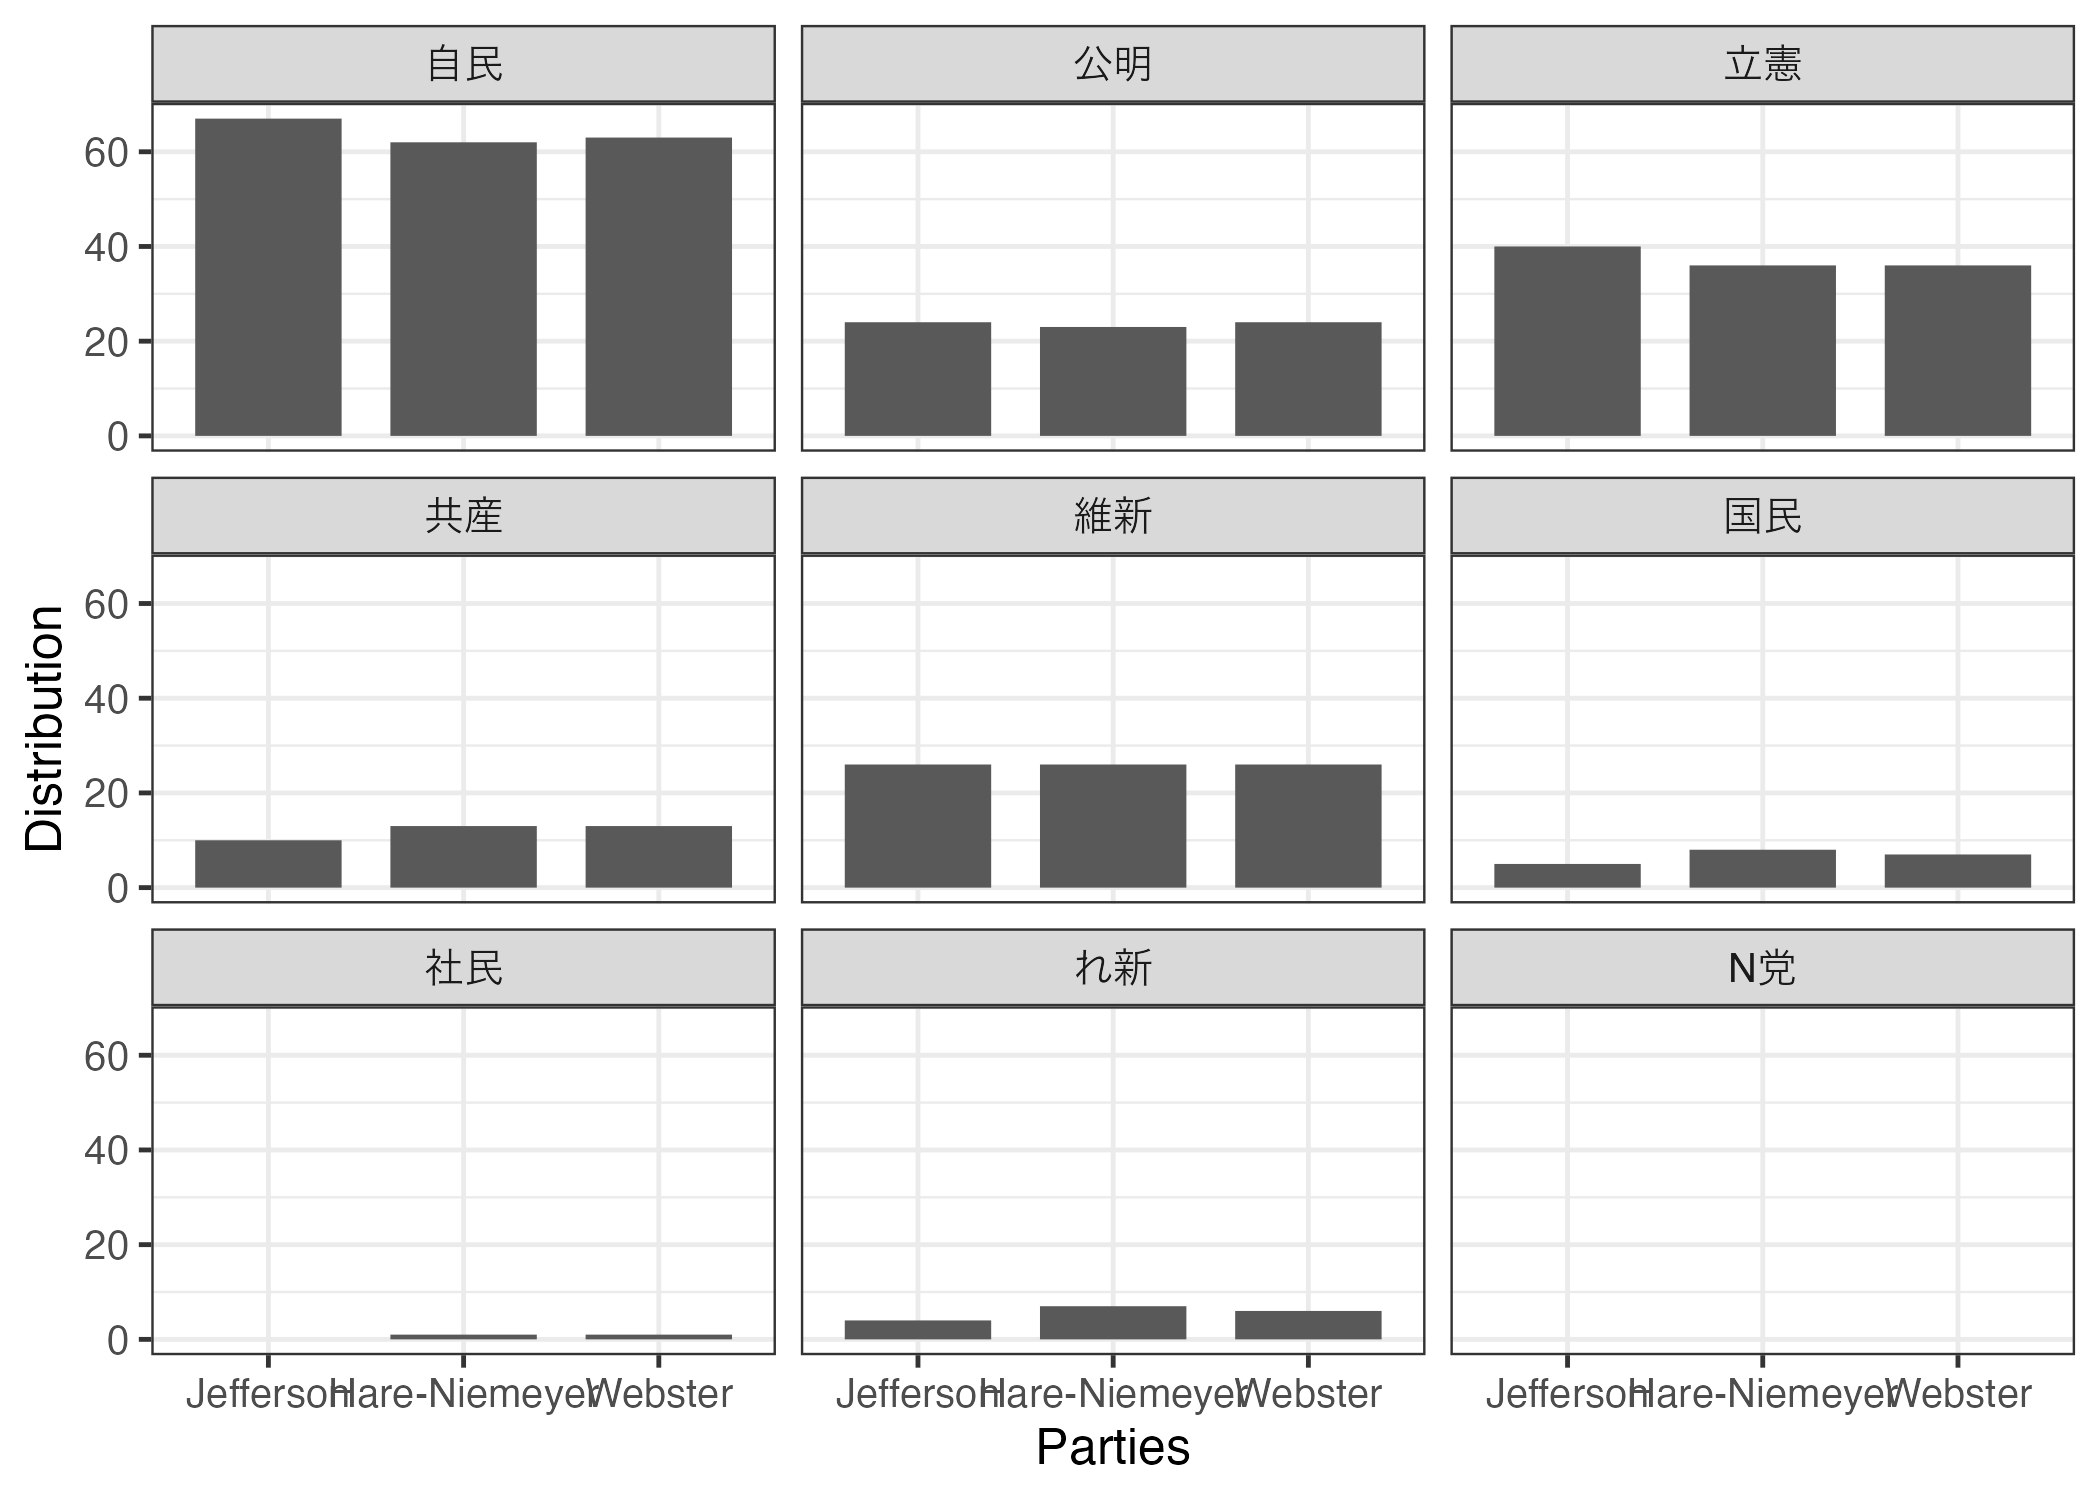 自民
公明
立憲
60
40
20
0
共産
維新
国民
60
40
20
0
社民
れ新
N党
60
40
20
0
Jefferson Hare-Niemeyer Webster
Jefferson Hare-Niemeyer Webster
Jefferson Hare-Niemeyer Webster
Parties
Distribution